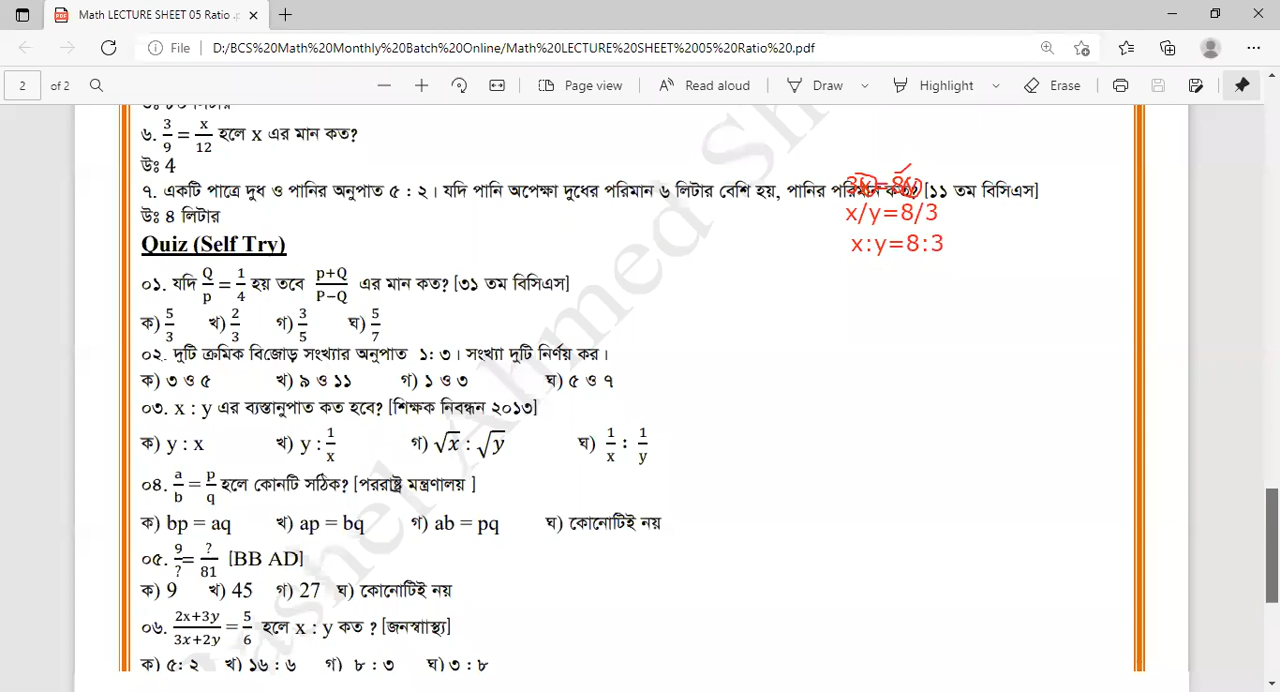 Math LECTURE SHEET 05 Ratio .p
File D:/BCS%20Math%20Monthly%20Batch%20Online/Math%20LECTURE%20SHEET%2005%20Ratio%20.pdf
2 of 2 Page view Read aloud Draw Highlight Erase
৬. 3/9 = x/12 হলে x এর মান কত?
উঃ 4
৭. একটি পাত্রে দুধ ও পানির অনুপাত ৫ : ২। যদি পানি অপেক্ষা দুধের পরিমান ৬ লিটার বেশি হয়, পানির পরিমান কত? [১১ তম বিসিএস]
x/y=8/3
উঃ 4 লিটার
x:y=8:3
Quiz (Self Try)
০১. যদি Q/p = 1/4 হয় তবে p+Q/P−Q এর মান কত? [৩১ তম বিসিএস]
ক) 5/3 খ) 2/3 গ) 3/5 ঘ) 5/7
০২. দুটি ক্রমিক বিজোড় সংখ্যার অনুপাত ১: ৩। সংখ্যা দুটি নির্ণয় কর।
ক) ৩ ও ৫ খ) ৯ ও ১১ গ) ১ ও ৩ ঘ) ৫ ও ৭
০৩. x : y এর ব্যস্তানুপাত কত হবে? [শিক্ষক নিবন্ধন ২০১৩]
ক) y : x খ) y : 1/x গ) √x : √y ঘ) 1/x : 1/y
০৪. a/b = p/q হলে কোনটি সঠিক? [পররাষ্ট্র মন্ত্রণালয় ]
ক) bp = aq খ) ap = bq গ) ab = pq ঘ) কোনোটিই নয়
০৫. 9/? = ?/81 [BB AD]
ক) 9 খ) 45 গ) 27 ঘ) কোনোটিই নয়
০৬. 2x+3y/3x+2y = 5/6 হলে x : y কত ? [জনস্বাস্থ্য]
ক) ৫: ২ খ) ১৬ : ৬ গ) ৮ : ৩ ঘ) ৩ : ৮